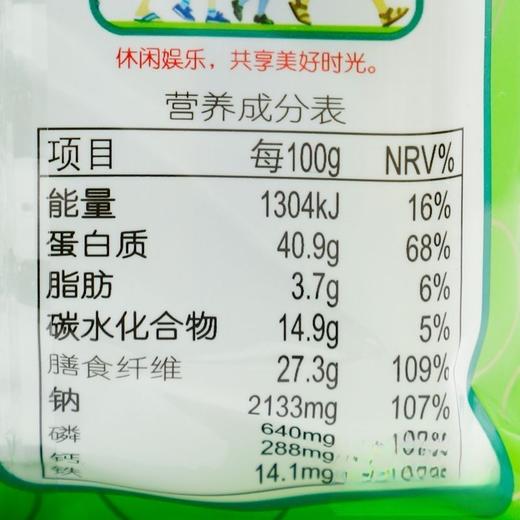 休闲娱乐，共享美好时光。
营养成分表
项目 每100g NRV%
能量 1304kJ 16%
蛋白质 40.9g 68%
脂肪 3.7g 6%
碳水化合物 14.9g 5%
膳食纤维 27.3g 109%
钠 2133mg 107%
磷 640mg
钙 288mg
铁 14.1mg